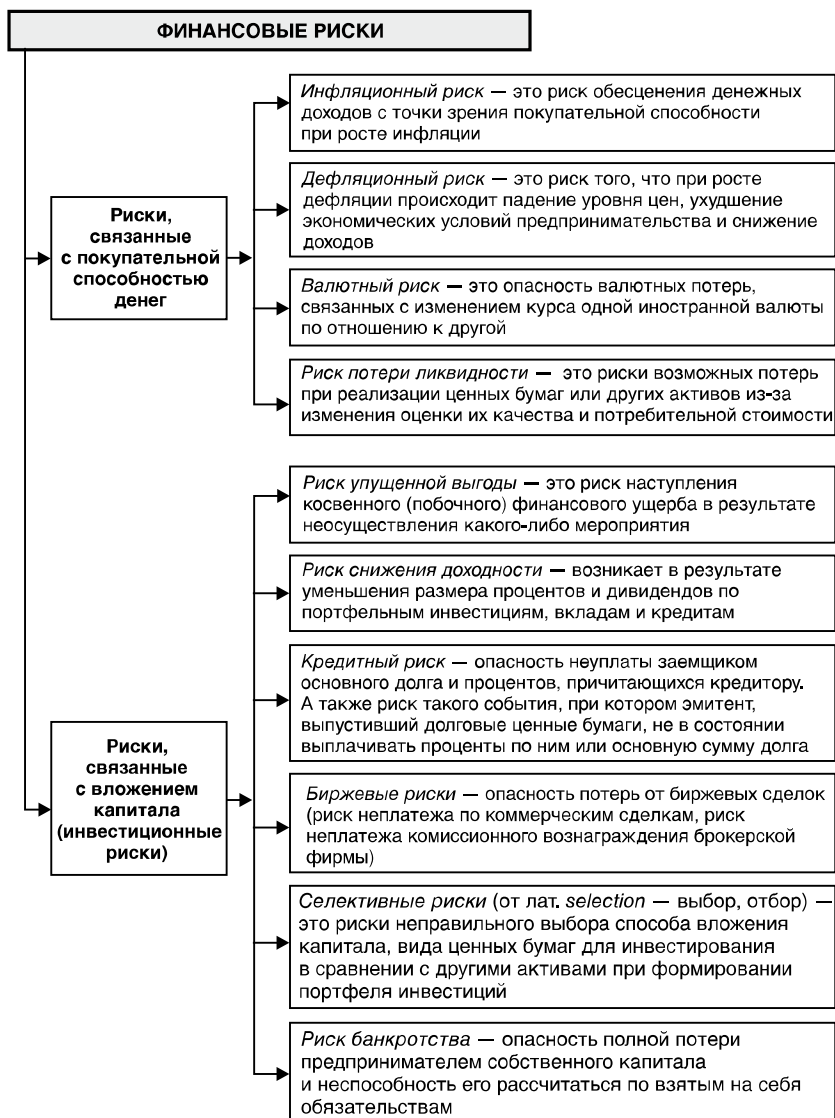 ФИНАНСОВЫЕ РИСКИ
Риски,
связанные
с покупательной
способностью
денег
Инфляционный риск — это риск обесценения денежных
доходов с точки зрения покупательной способности
при росте инфляции
Дефляционный риск — это риск того, что при росте
дефляции происходит падение уровня цен, ухудшение
экономических условий предпринимательства и снижение
доходов
Валютный риск — это опасность валютных потерь,
связанных с изменением курса одной иностранной валюты
по отношению к другой
Риск потери ликвидности — это риски возможных потерь
при реализации ценных бумаг или других активов из-за
изменения оценки их качества и потребительной стоимости
Риски,
связанные
с вложением
капитала
(инвестиционные
риски)
Риск упущенной выгоды — это риск наступления
косвенного (побочного) финансового ущерба в результате
неосуществления какого-либо мероприятия
Риск снижения доходности — возникает в результате
уменьшения размера процентов и дивидендов по
портфельным инвестициям, вкладам и кредитам
Кредитный риск — опасность неуплаты заемщиком
основного долга и процентов, причитающихся кредитору.
А также риск такого события, при котором эмитент,
выпустивший долговые ценные бумаги, не в состоянии
выплачивать проценты по ним или основную сумму долга
Биржевые риски — опасность потерь от биржевых сделок
(риск неплатежа по коммерческим сделкам, риск
неплатежа комиссионного вознаграждения брокерской
фирмы)
Селективные риски (от лат. selection — выбор, отбор) —
это риски неправильного выбора способа вложения
капитала, вида ценных бумаг для инвестирования
в сравнении с другими активами при формировании
портфеля инвестиций
Риск банкротства — опасность полной потери
предпринимателем собственного капитала
и неспособность его рассчитаться по взятым на себя
обязательствам